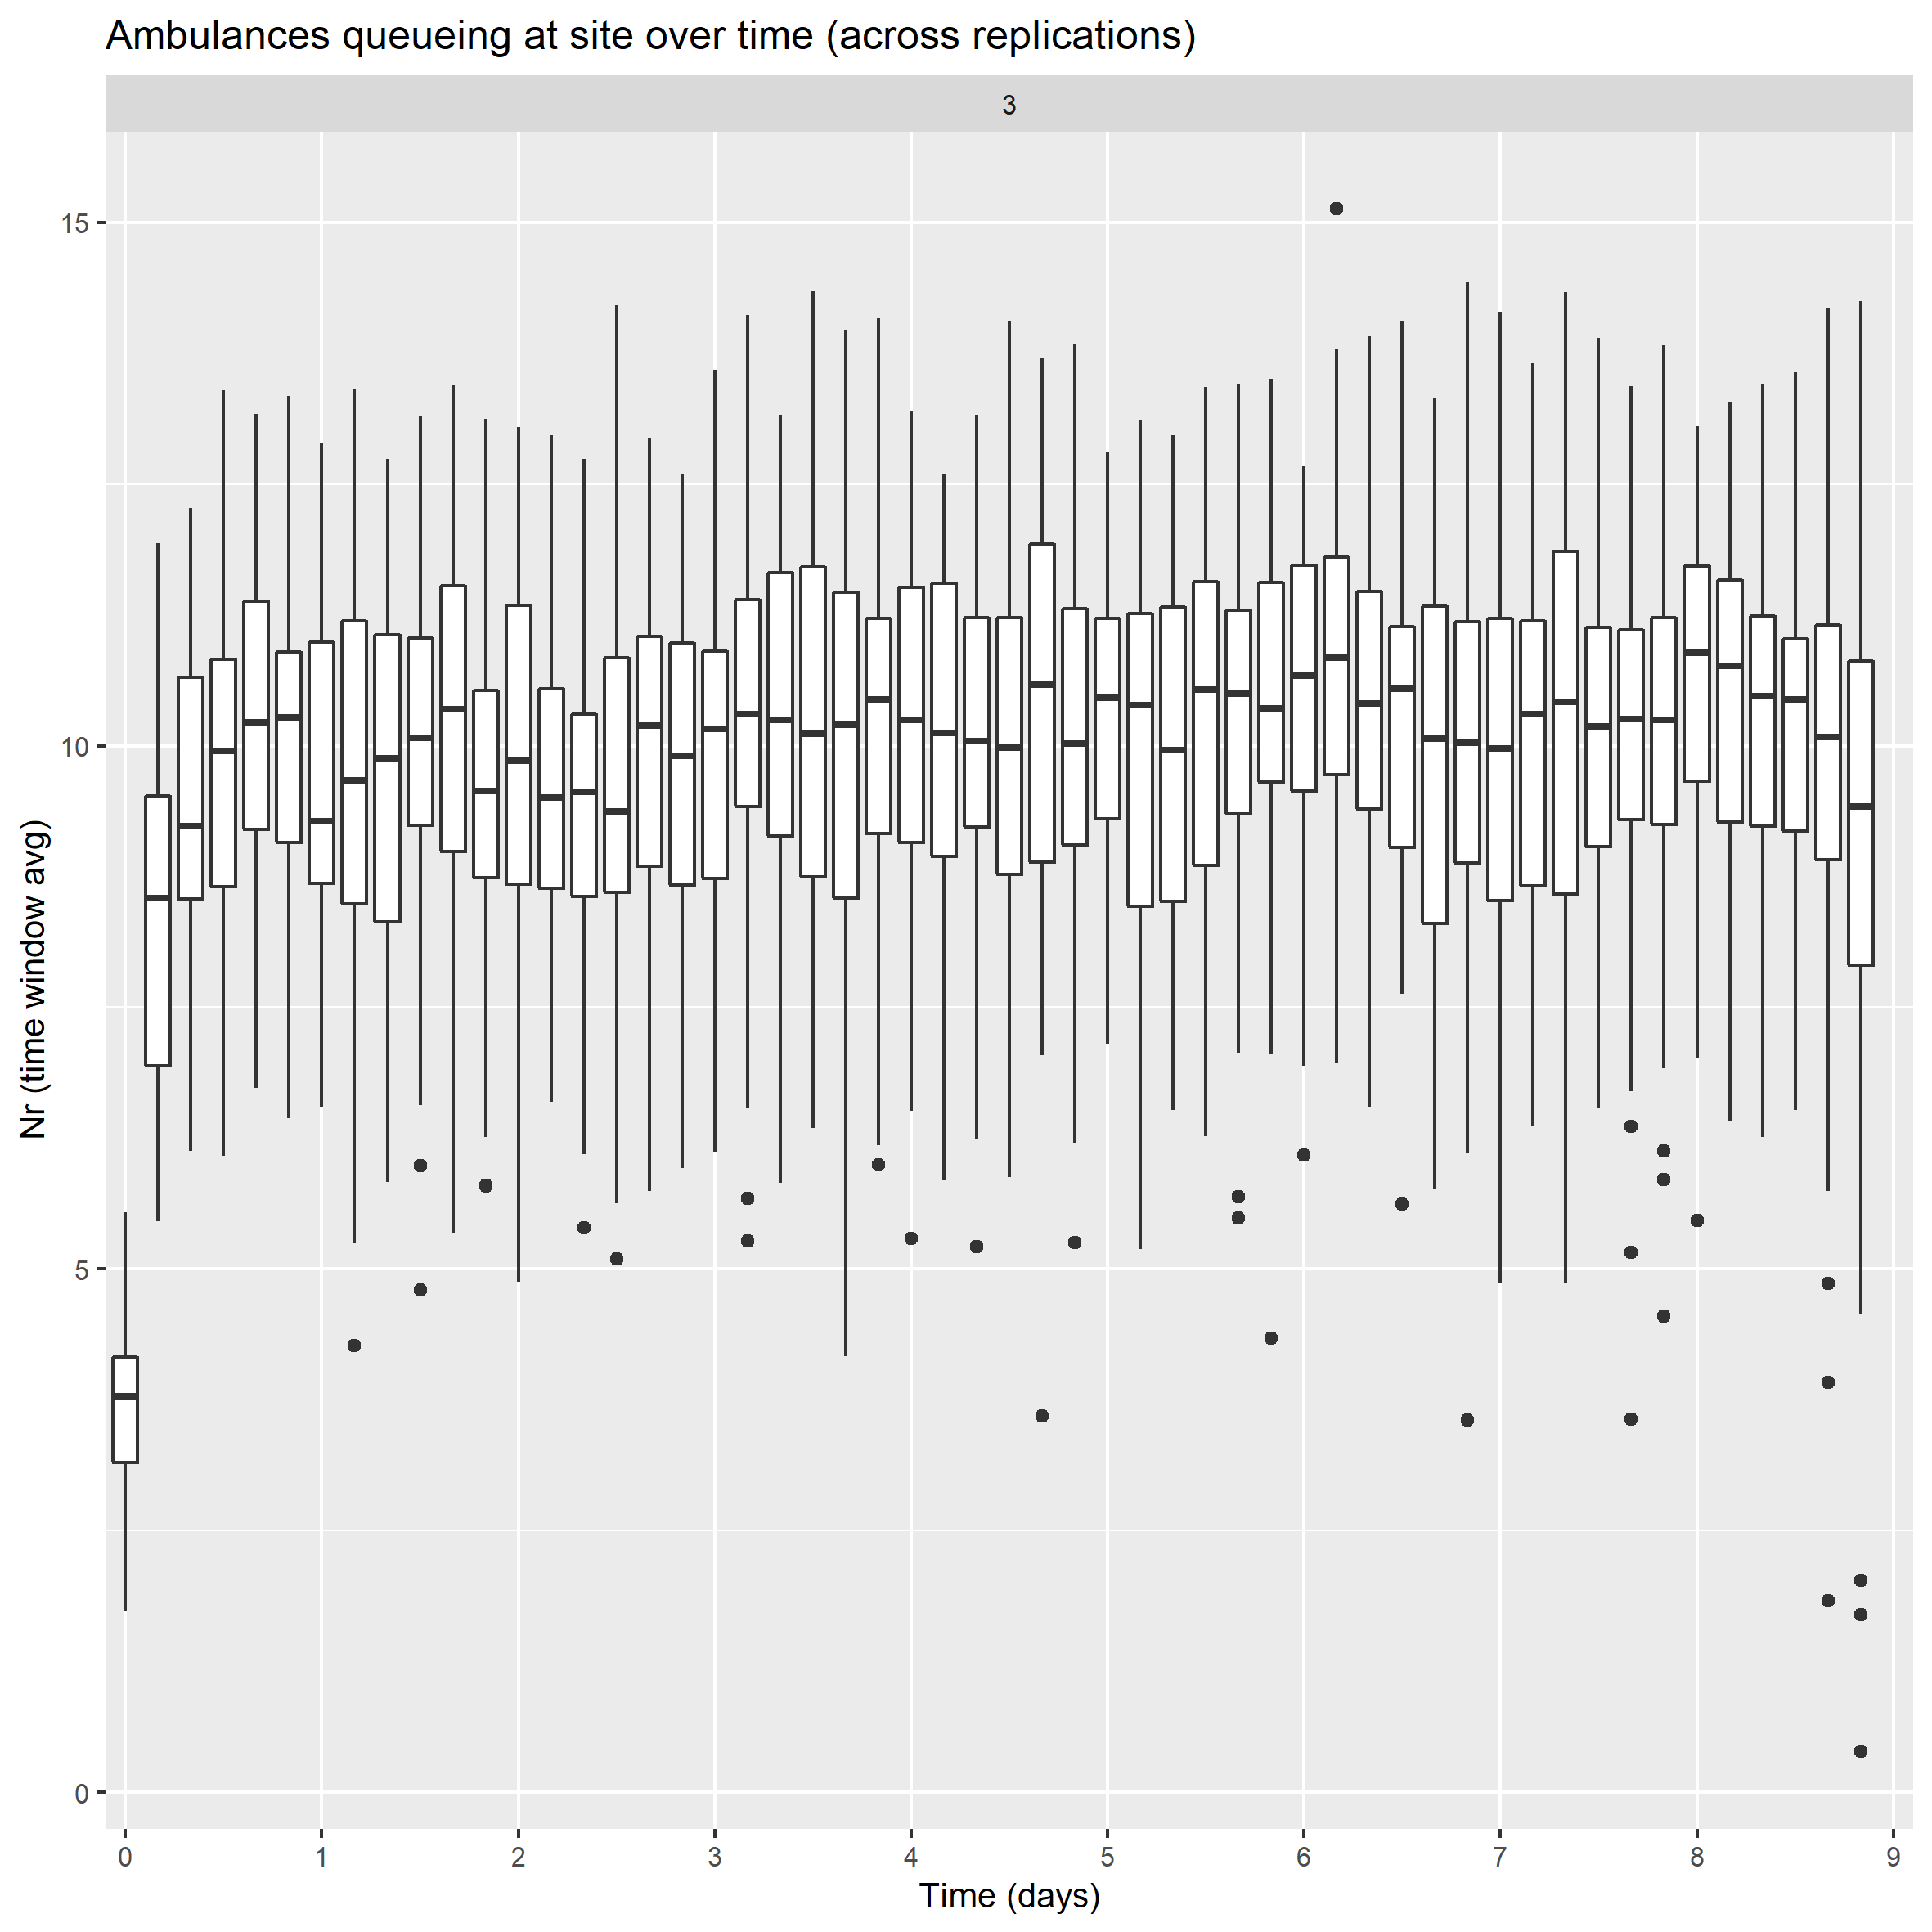 Ambulances queueing at site over time (across replications)
3
15
10
5
0
Nr (time window avg)
0 1 2 3 4 5 6 7 8 9
Time (days)